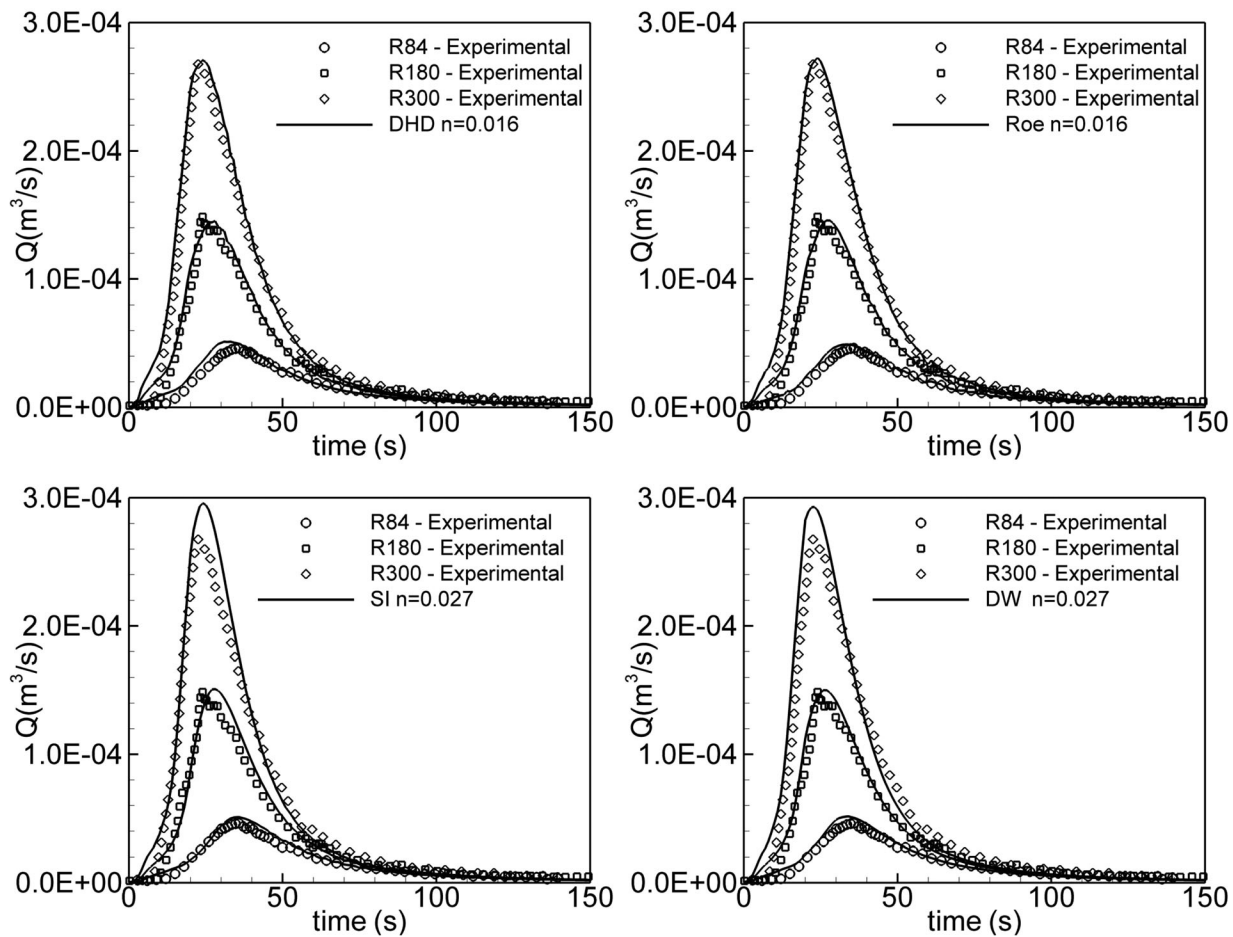 3.0E-04
R84 - Experimental
R180 - Experimental
R300 - Experimental
DHD n=0.016
2.0E-04
Q(m³/s)
1.0E-04
0.0E+00
0
50
100
150
time (s)
3.0E-04
R84 - Experimental
R180 - Experimental
R300 - Experimental
Roe n=0.016
2.0E-04
Q(m³/s)
1.0E-04
0.0E+00
0
50
100
150
time (s)
3.0E-04
R84 - Experimental
R180 - Experimental
R300 - Experimental
SI n=0.027
2.0E-04
Q(m³/s)
1.0E-04
0.0E+00
0
50
100
150
time (s)
3.0E-04
R84 - Experimental
R180 - Experimental
R300 - Experimental
DW n=0.027
2.0E-04
Q(m³/s)
1.0E-04
0.0E+00
0
50
100
150
time (s)